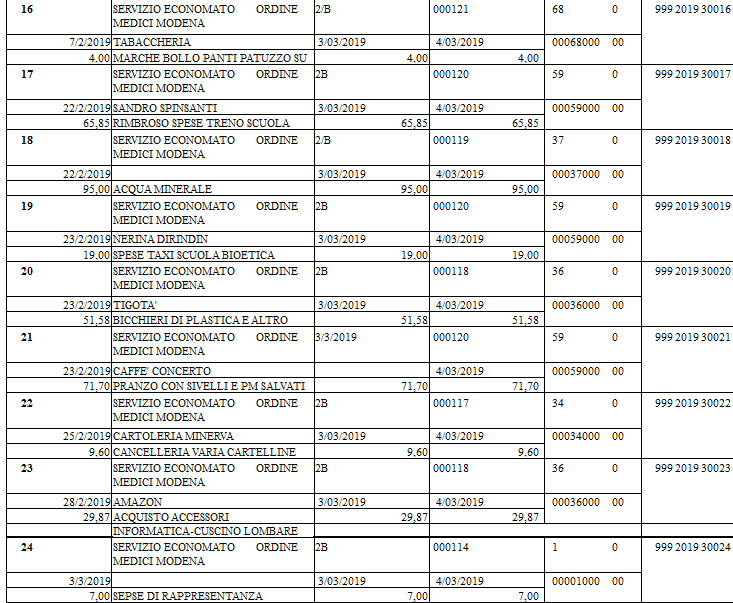 16 SERVIZIO ECONOMATO ORDINE 2/B 000121 68 0 999 2019 30016
MEDICI MODENA
7/2/2019 TABACCHERIA 3/03/2019 4/03/2019 00068000 00
4.00 MARCHE BOLLO PANTI PATUZZO SU 4.00 4.00
17 SERVIZIO ECONOMATO ORDINE 2B 000120 59 0 999 2019 30017
MEDICI MODENA
22/2/2019 SANDRO SPINSANTI 3/03/2019 4/03/2019 00059000 00
65,85 RIMBROSO SPESE TRENO SCUOLA 65,85 65,85
18 SERVIZIO ECONOMATO ORDINE 2/B 000119 37 0 999 2019 30018
MEDICI MODENA
22/2/2019 3/03/2019 4/03/2019 00037000 00
95,00 ACQUA MINERALE 95,00 95,00
19 SERVIZIO ECONOMATO ORDINE 2B 000120 59 0 999 2019 30019
MEDICI MODENA
23/2/2019 NERINA DIRINDIN 3/03/2019 4/03/2019 00059000 00
19.00 SPESE TAXI SCUOLA BIOETICA 19.00 19.00
20 SERVIZIO ECONOMATO ORDINE 2B 000118 36 0 999 2019 30020
MEDICI MODENA
23/2/2019 TIGOTA' 3/03/2019 4/03/2019 00036000 00
51,58 BICCHIERI DI PLASTICA E ALTRO 51,58 51,58
21 SERVIZIO ECONOMATO ORDINE 3/3/2019 000120 59 0 999 2019 30021
MEDICI MODENA
23/2/2019 CAFFE' CONCERTO 4/03/2019 00059000 00
71,70 PRANZO CON SIVELLI E PM SALVATI 71,70 71,70
22 SERVIZIO ECONOMATO ORDINE 2B 000117 34 0 999 2019 30022
MEDICI MODENA
25/2/2019 CARTOLERIA MINERVA 3/03/2019 4/03/2019 00034000 00
9.60 CANCELLERIA VARIA CARTELLINE 9.60 9.60
23 SERVIZIO ECONOMATO ORDINE 2B 000118 36 0 999 2019 30023
MEDICI MODENA
28/2/2019 AMAZON 3/03/2019 4/03/2019 00036000 00
29,87 ACQUISTO ACCESSORI 29,87 29,87
INFORMATICA-CUSCINO LOMBARE
24 SERVIZIO ECONOMATO ORDINE 2B 000114 1 0 999 2019 30024
MEDICI MODENA
3/3/2019 3/03/2019 4/03/2019 00001000 00
7,00 SEPSE DI RAPPRESENTANZA 7,00 7,00